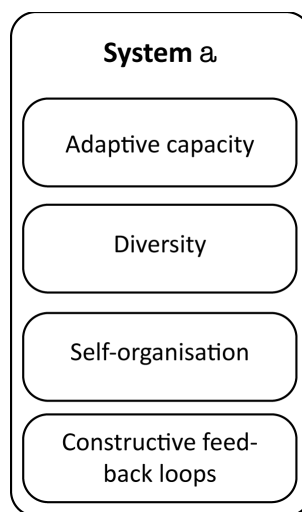 System a
Adaptive capacity
Diversity
Self-organisation
Constructive feed-
back loops